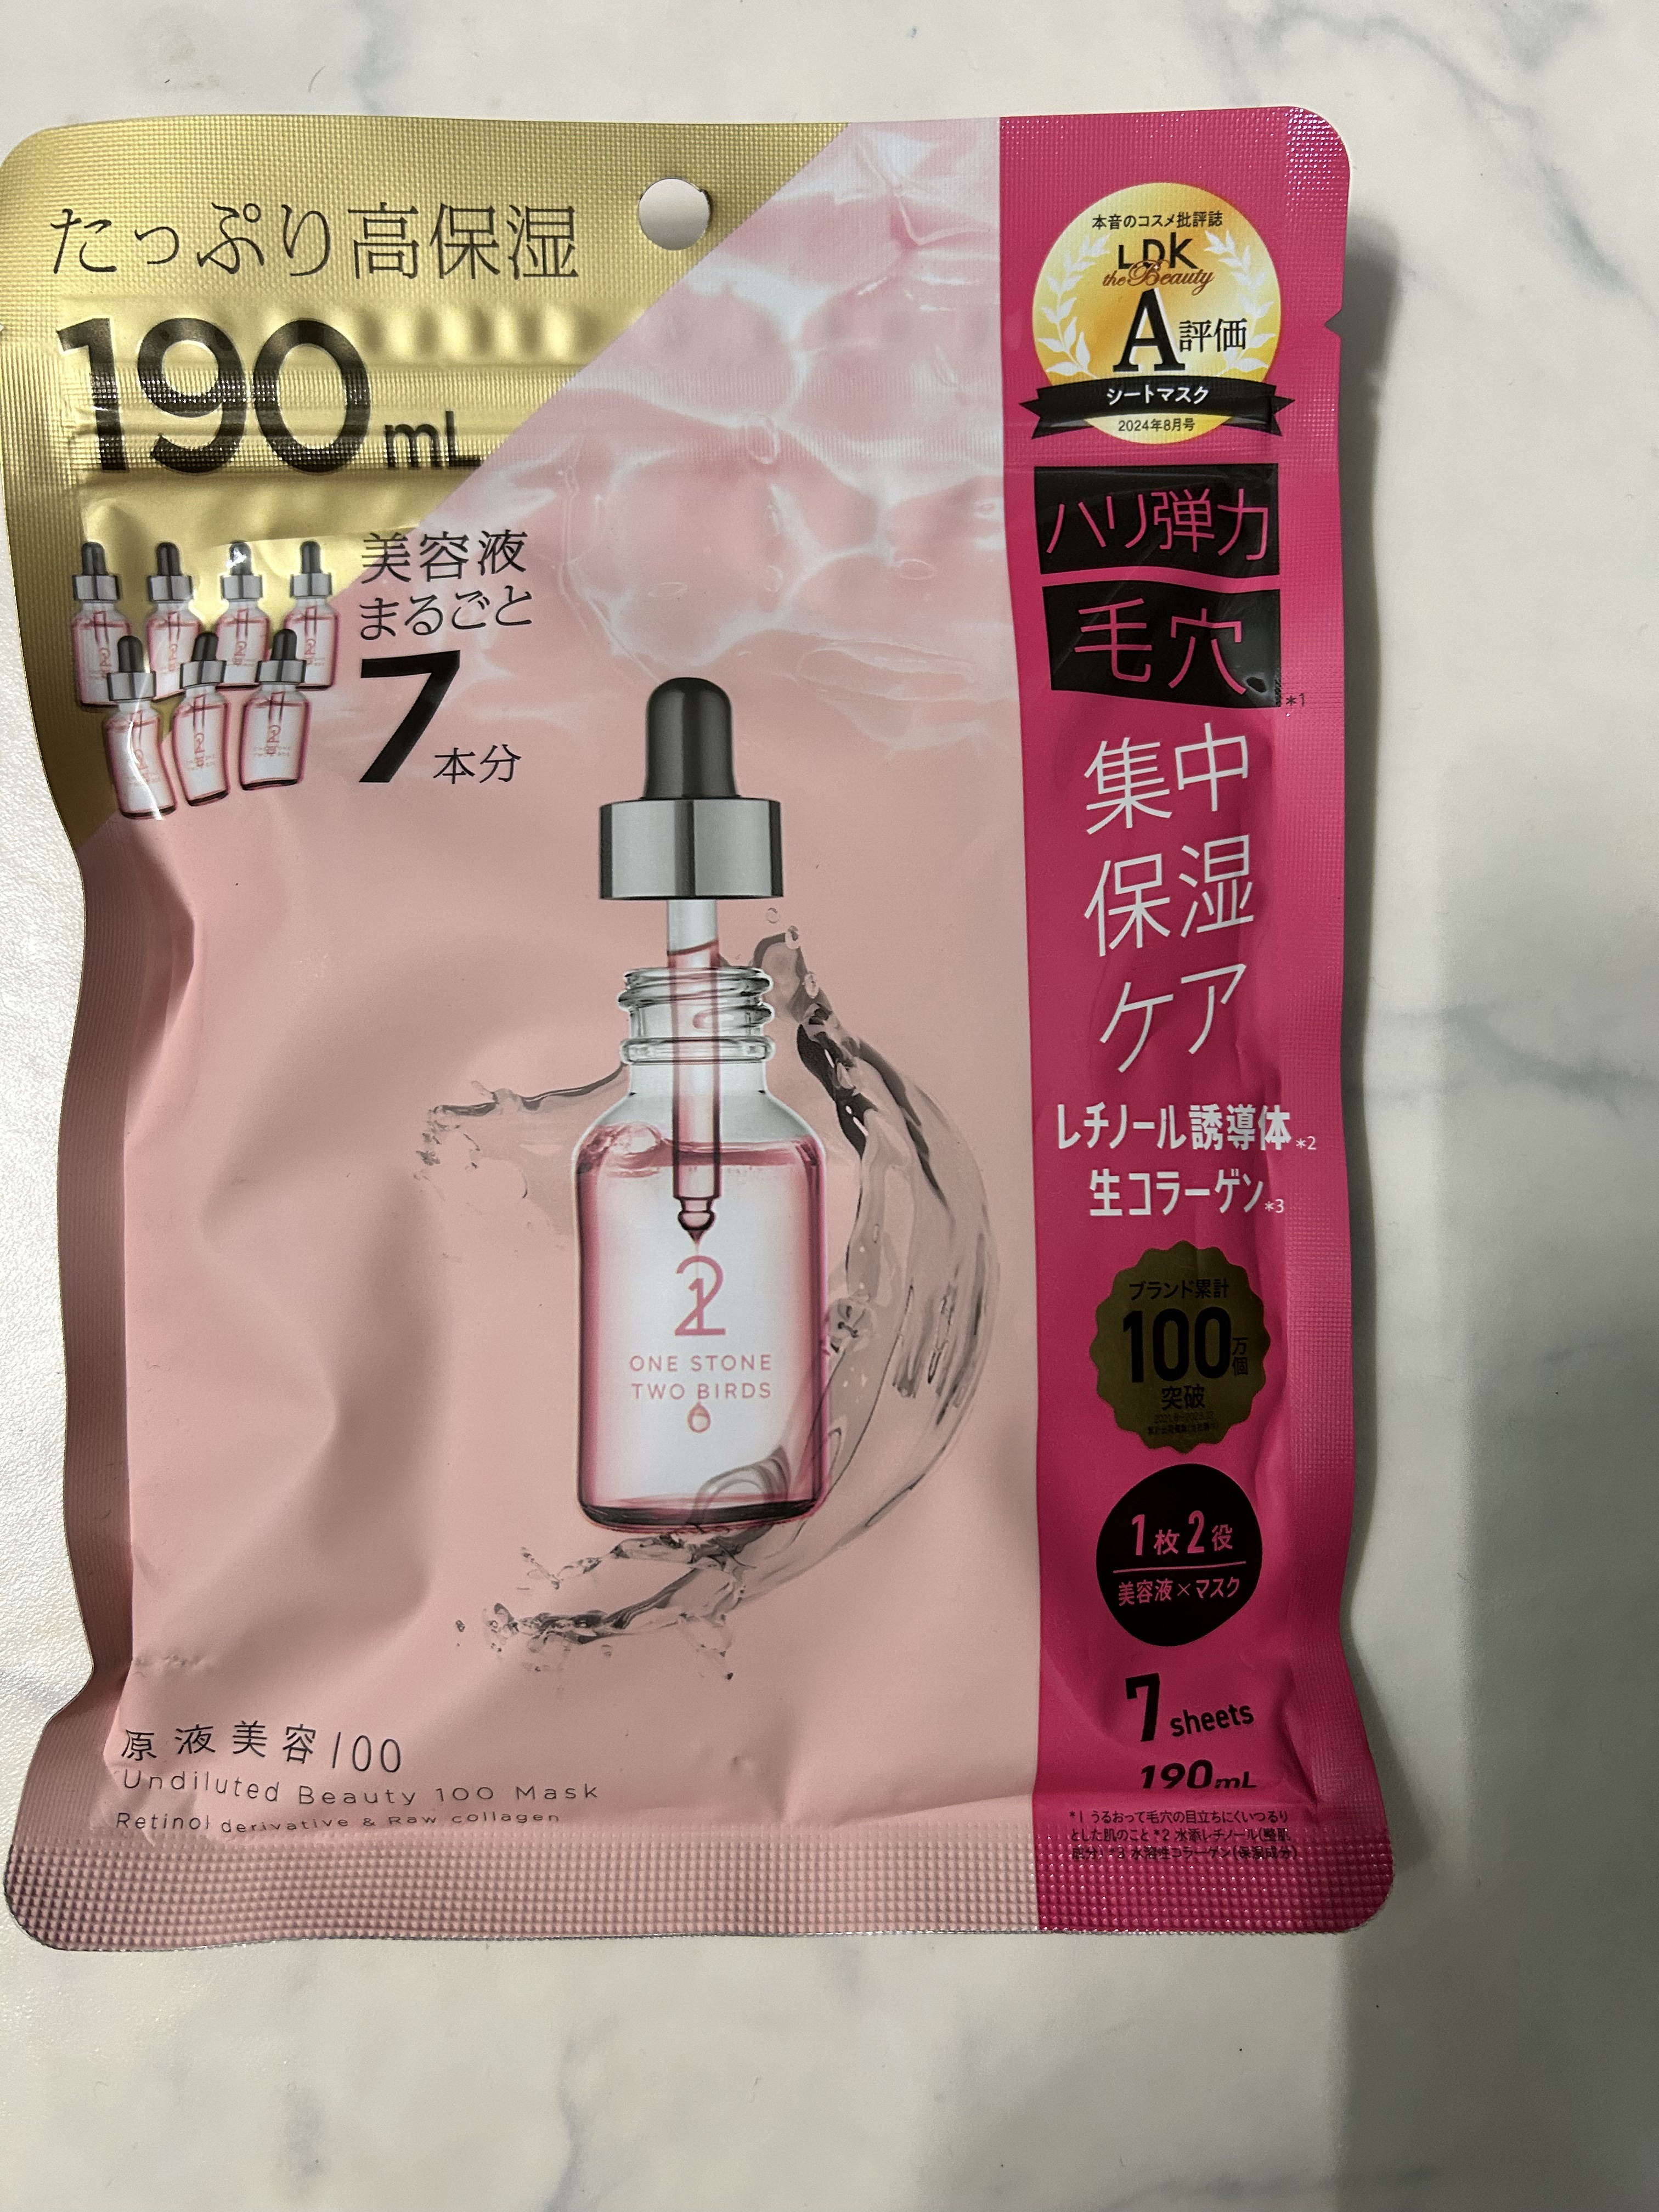 たっぷり高保湿
190mL
美容液
まるごと
7本分
21
ONE STONE
TWO BIRDS
原液美容100
Undiluted Beauty 100 Mask
Retinol derivative & Raw collagen
本音のコスメ批評誌
LDK
the Beauty
A評価
シートマスク
2024年8月号
ハリ弾力
毛穴*1
集中
保湿
ケア
レチノール誘導体*2
生コラーゲン*3
ブランド累計
100万個
突破
1枚2役
美容液×マスク
7 sheets
190mL
*1 うるおって毛穴の目立ちにくいつるり
とした肌のこと *2 水添レチノール(整肌
成分) *3 水溶性コラーゲン(保湿成分)